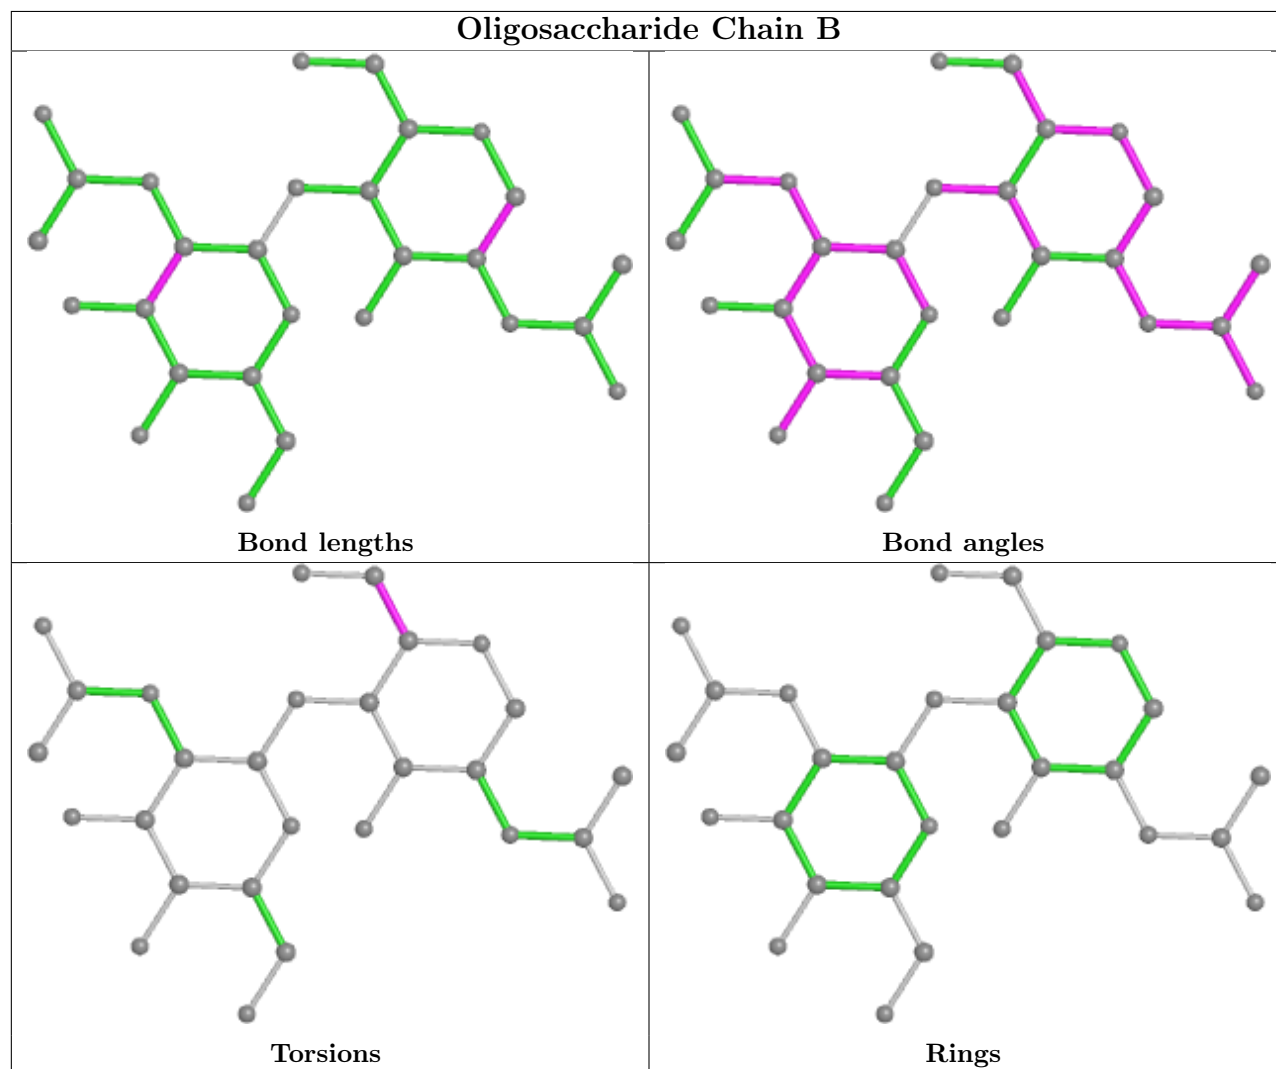 Oligosaccharide Chain B
Bond lengths
Bond angles
Torsions
Rings